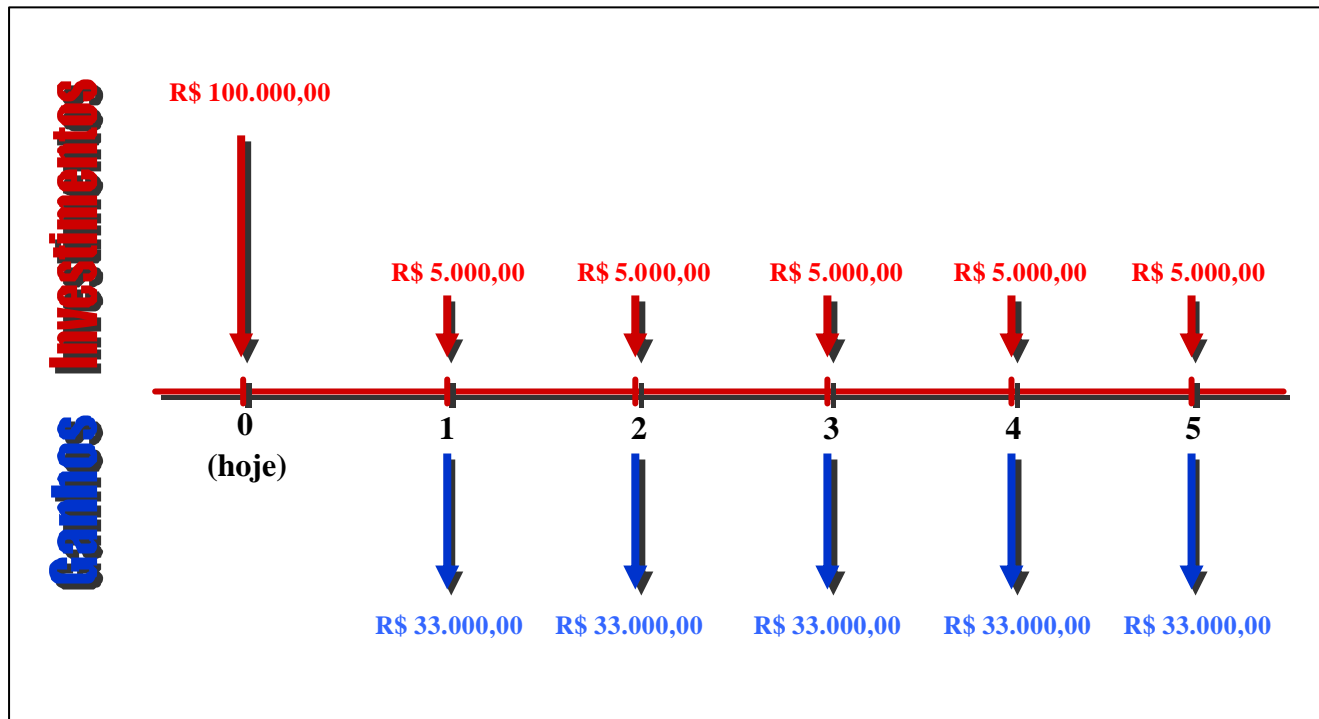 Investimentos
R$ 100.000,00
R$ 5.000,00
R$ 5.000,00
R$ 5.000,00
R$ 5.000,00
R$ 5.000,00
0
1
2
3
4
5
(hoje)
Ganhos
R$ 33.000,00
R$ 33.000,00
R$ 33.000,00
R$ 33.000,00
R$ 33.000,00